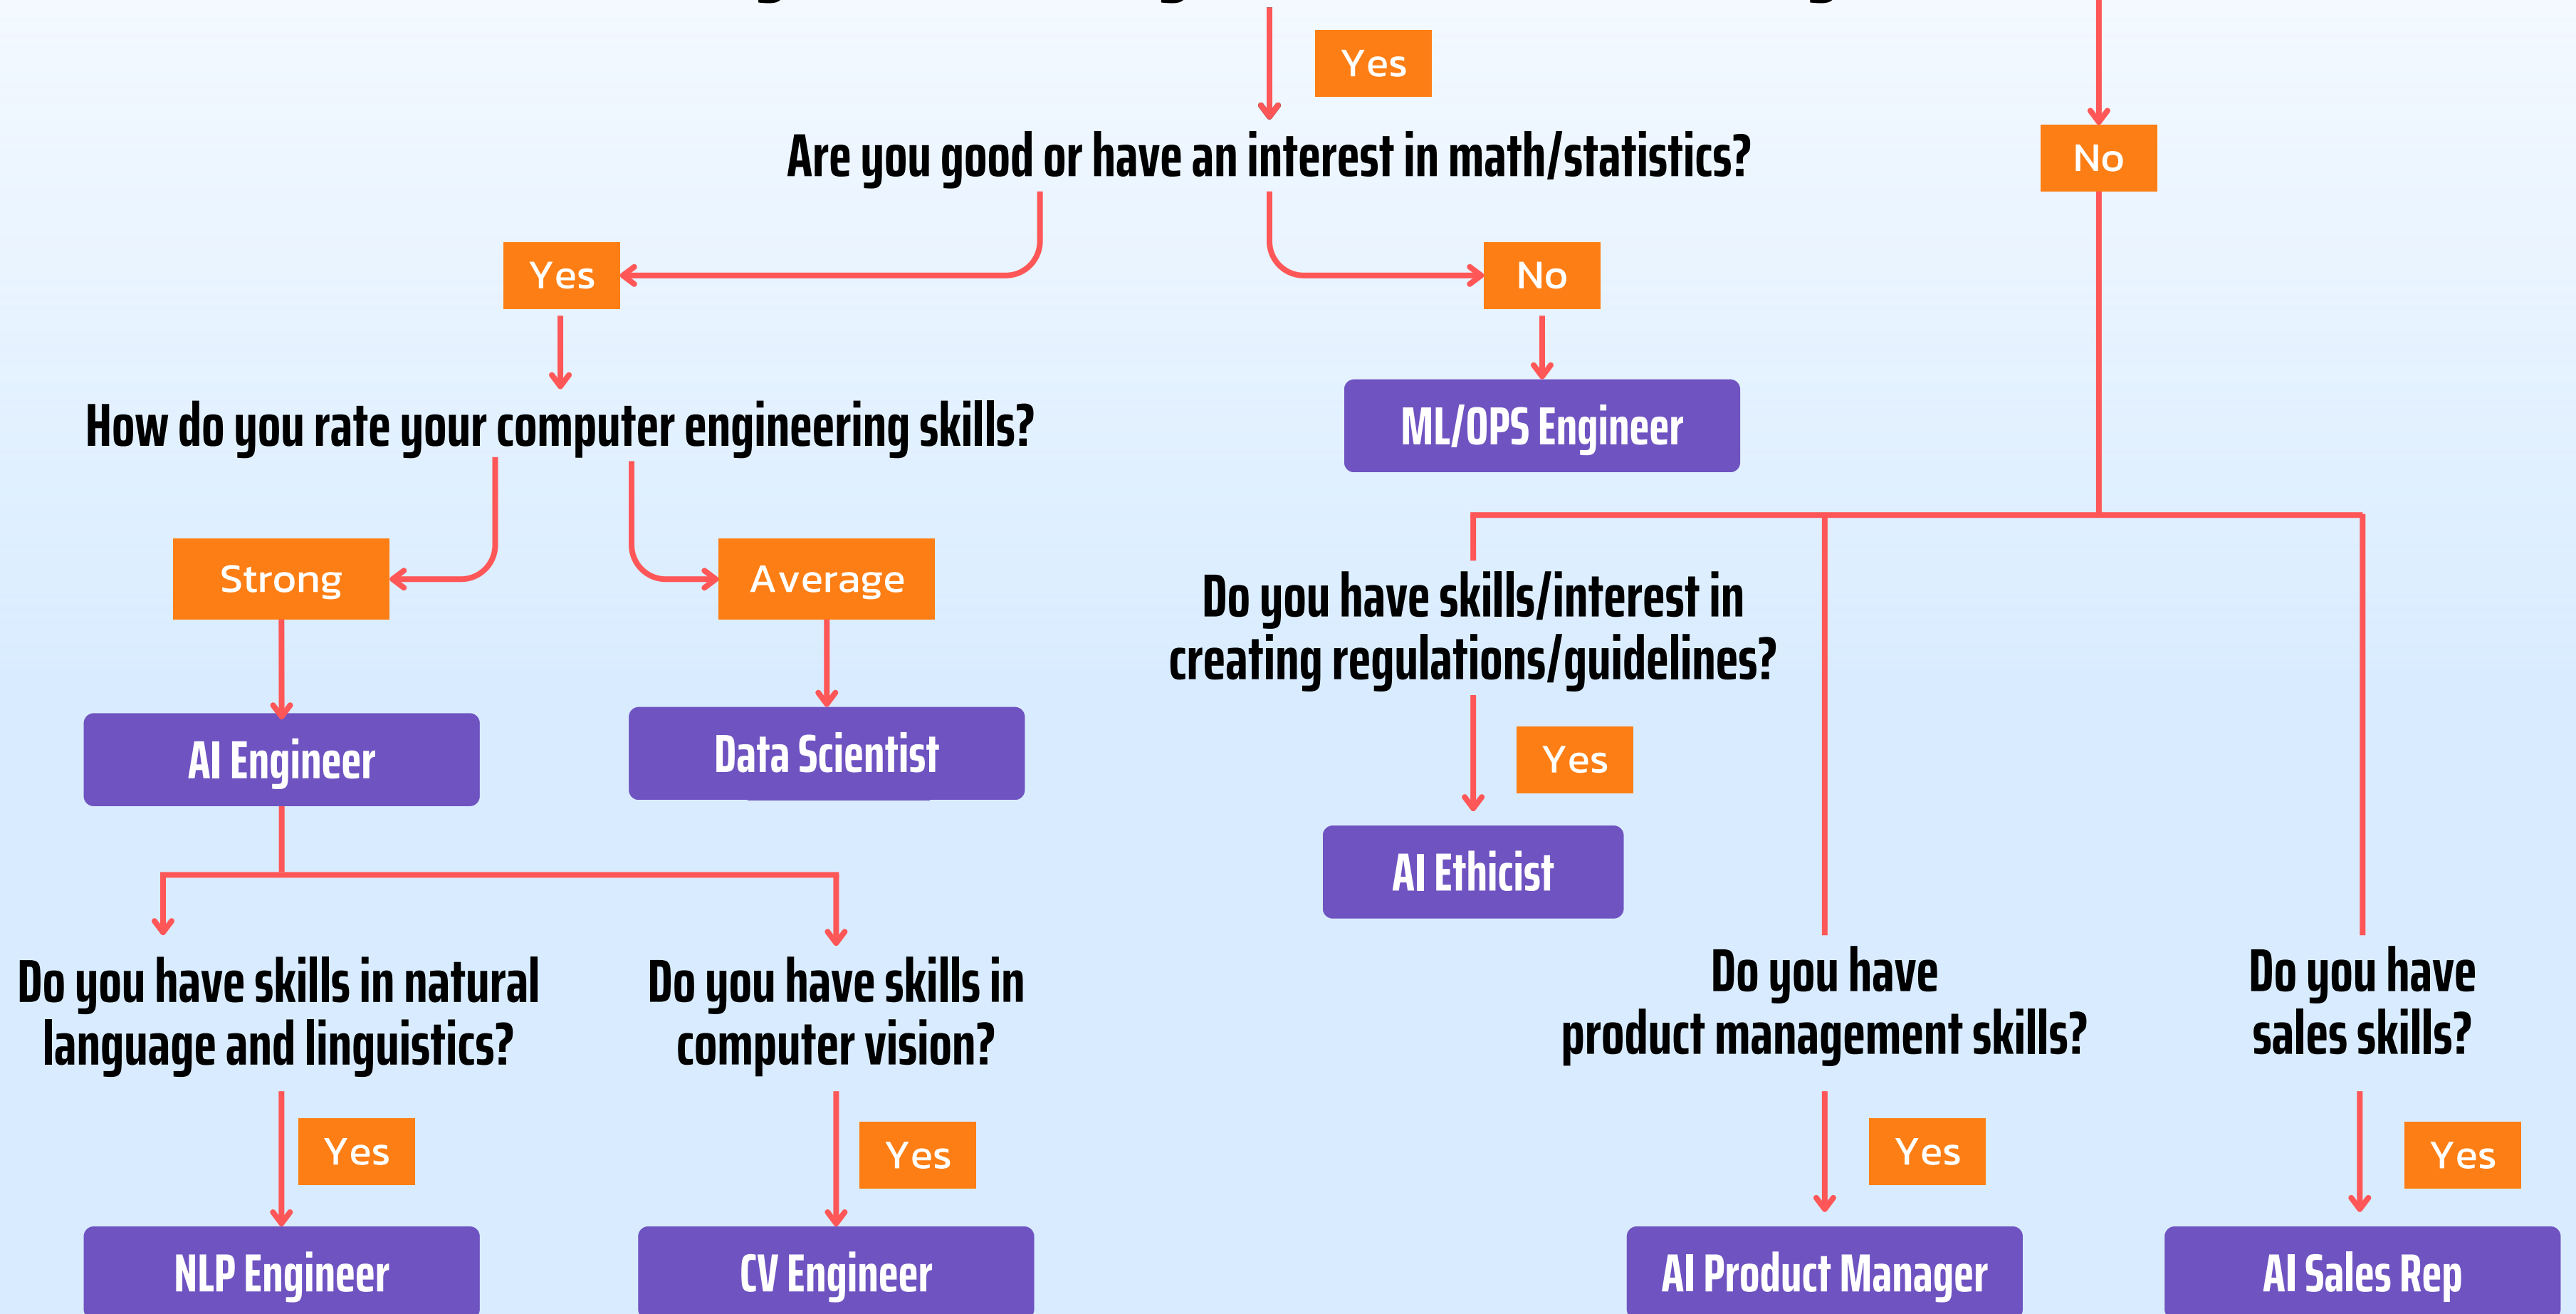 Yes
Are you good or have an interest in math/statistics?
No
Yes
No
How do you rate your computer engineering skills?
ML/OPS Engineer
Strong
Average
Do you have skills/interest in
creating regulations/guidelines?
AI Engineer
Data Scientist
Yes
AI Ethicist
Do you have skills in natural
language and linguistics?
Do you have skills in
computer vision?
Do you have
product management skills?
Do you have
sales skills?
Yes
Yes
Yes
Yes
NLP Engineer
CV Engineer
AI Product Manager
AI Sales Rep